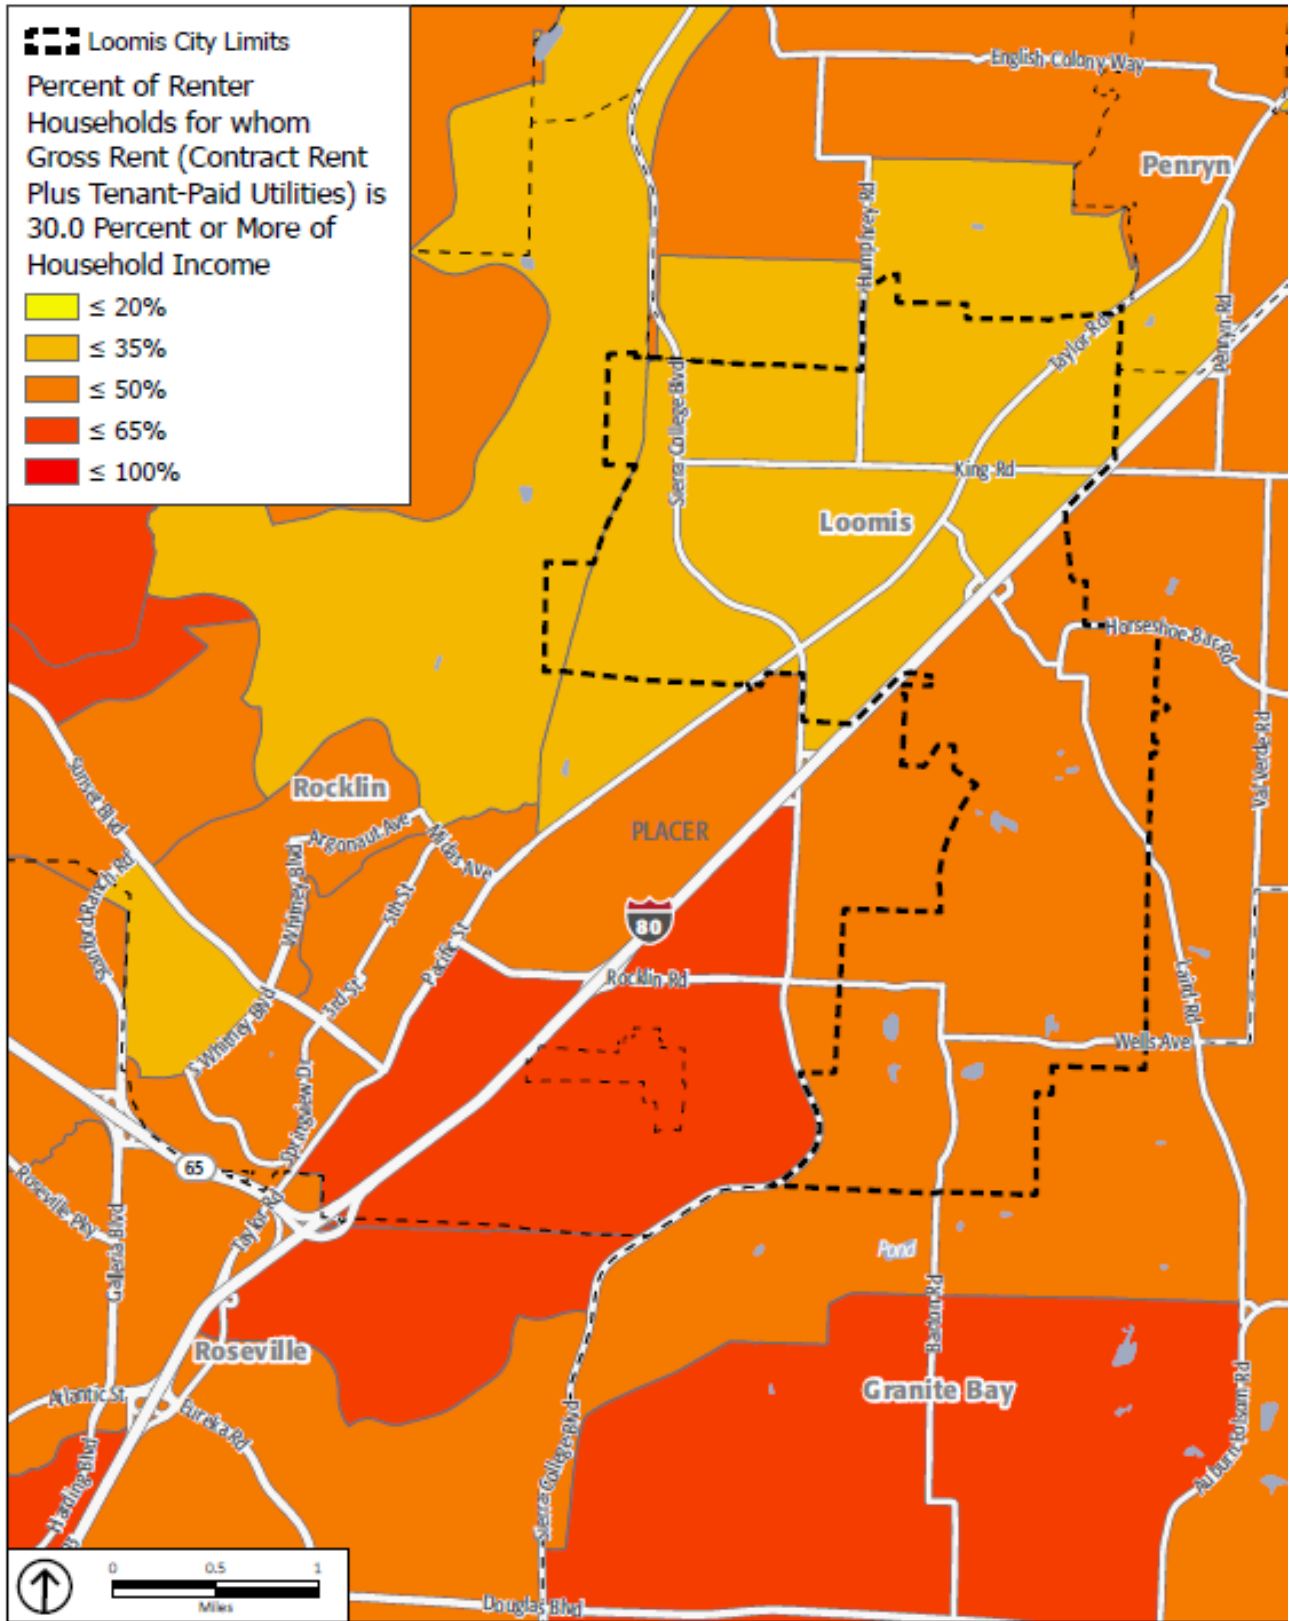 Loomis City Limits
Percent of Renter
Households for whom
Gross Rent (Contract Rent
Plus Tenant-Paid Utilities) is
30.0 Percent or More of
Household Income
≤ 20%
≤ 35%
≤ 50%
≤ 65%
≤ 100%
English Colony Way
Penryn
Humphrey Rd
Taylor Rd
Penryn Rd
Sierra College Blvd
King Rd
Loomis
Horseshoe Bar Rd
Val Verde Rd
Sunset Blvd
Rocklin
Argonaut Ave
Midas Ave
PLACER
Stanford Ranch Rd
Whitney Blvd
5th St
Pacific St
80
Rocklin Rd
3rd St
S Whitney Blvd
Laird Rd
Wells Ave
Springview Dr
65
Roseville Pky
Galleria Blvd
Taylor Rd
Pond
Barton Rd
Roseville
Granite Bay
Atlantic St
Eureka Rd
Harding Blvd
Sierra College Blvd
Auburn Folsom Rd
0 0.5 1
Miles
Douglas Blvd